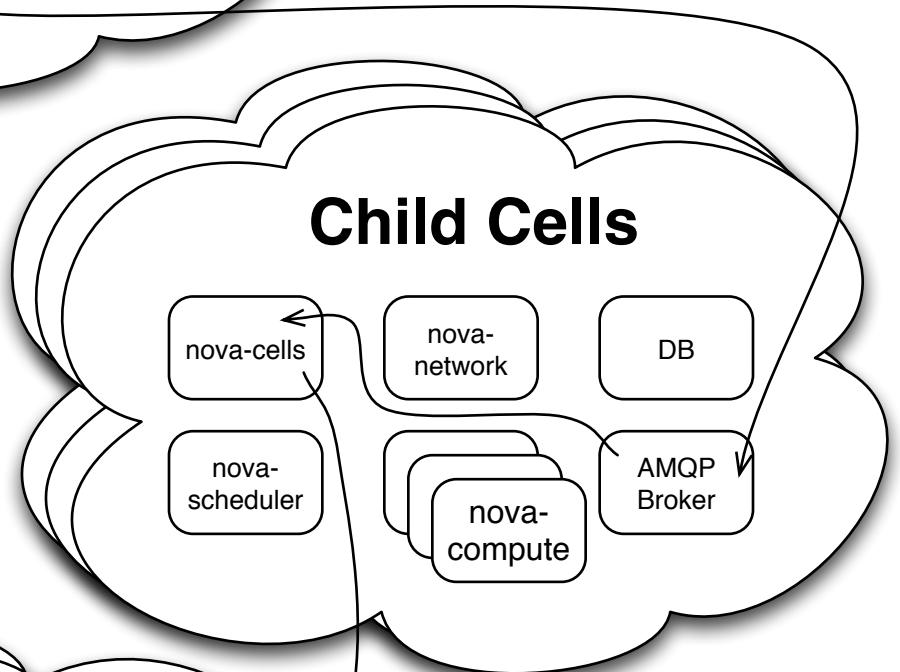 Child Cells
nova-cells
nova-
network
DB
nova-
scheduler
nova-
compute
AMQP
Broker